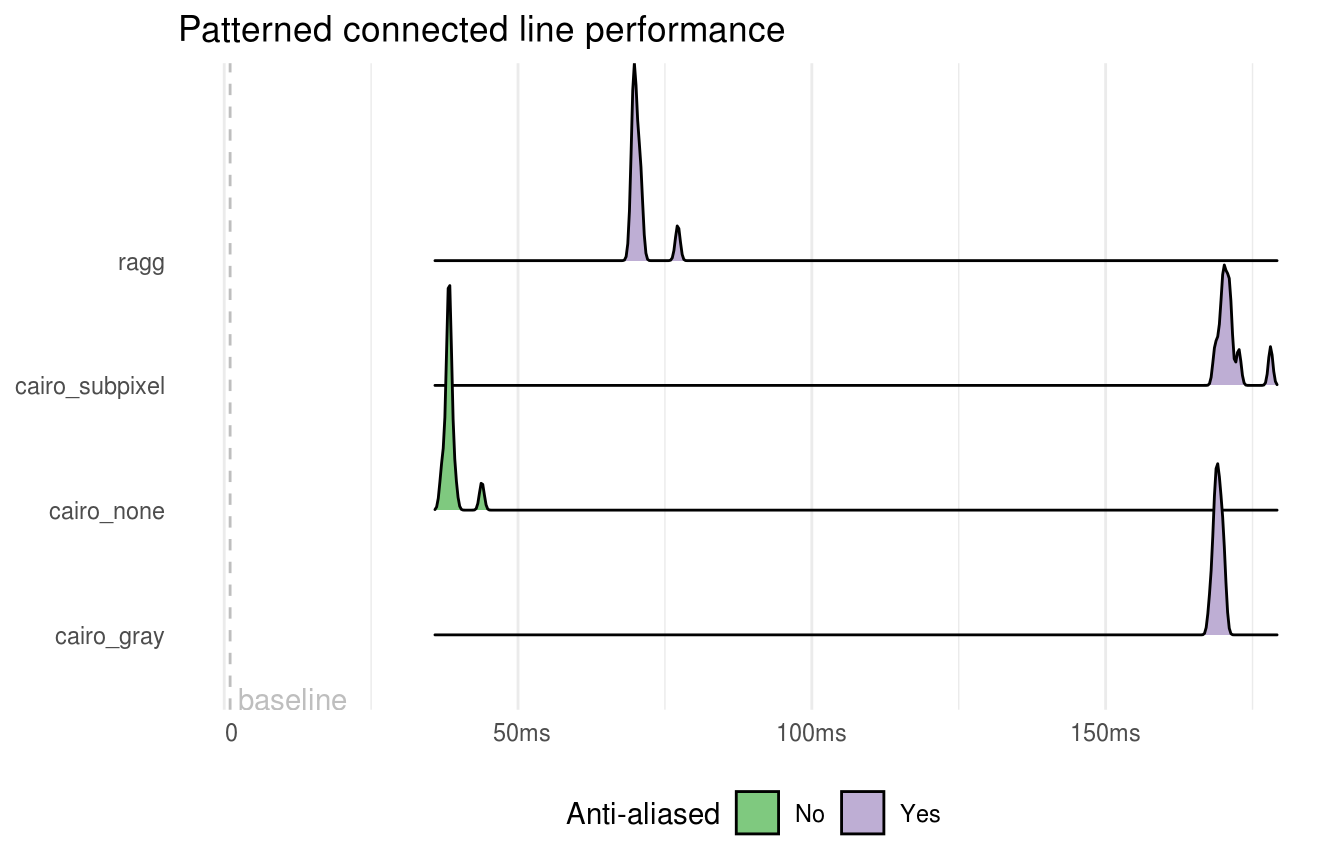 Patterned connected line performance
ragg
cairo_subpixel
cairo_none
cairo_gray
baseline
0 50ms 100ms 150ms
Anti-aliased No Yes